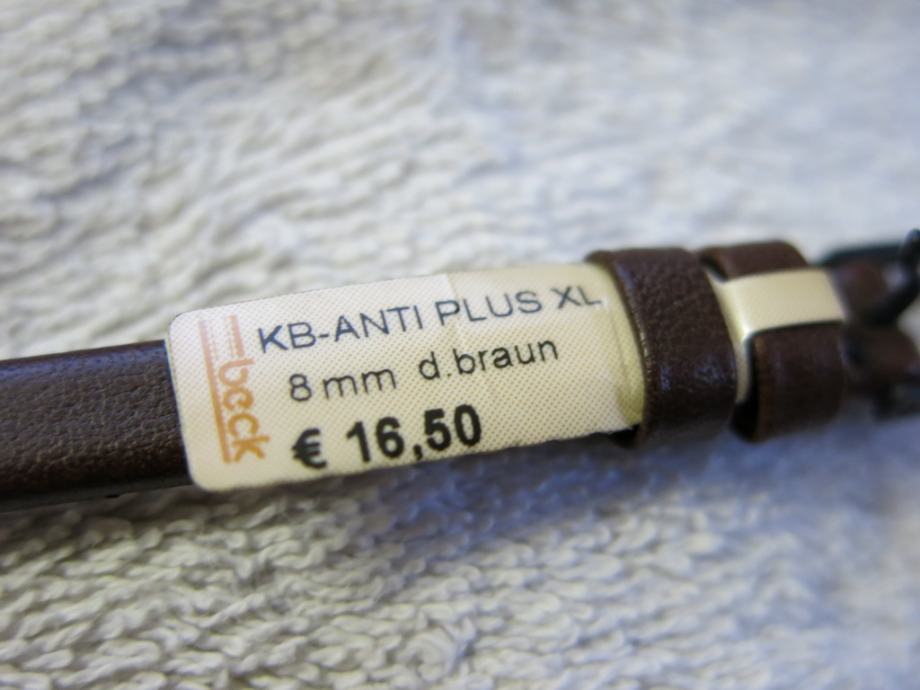 beck
KB-ANTI PLUS XL
8 mm d.braun
€ 16,50